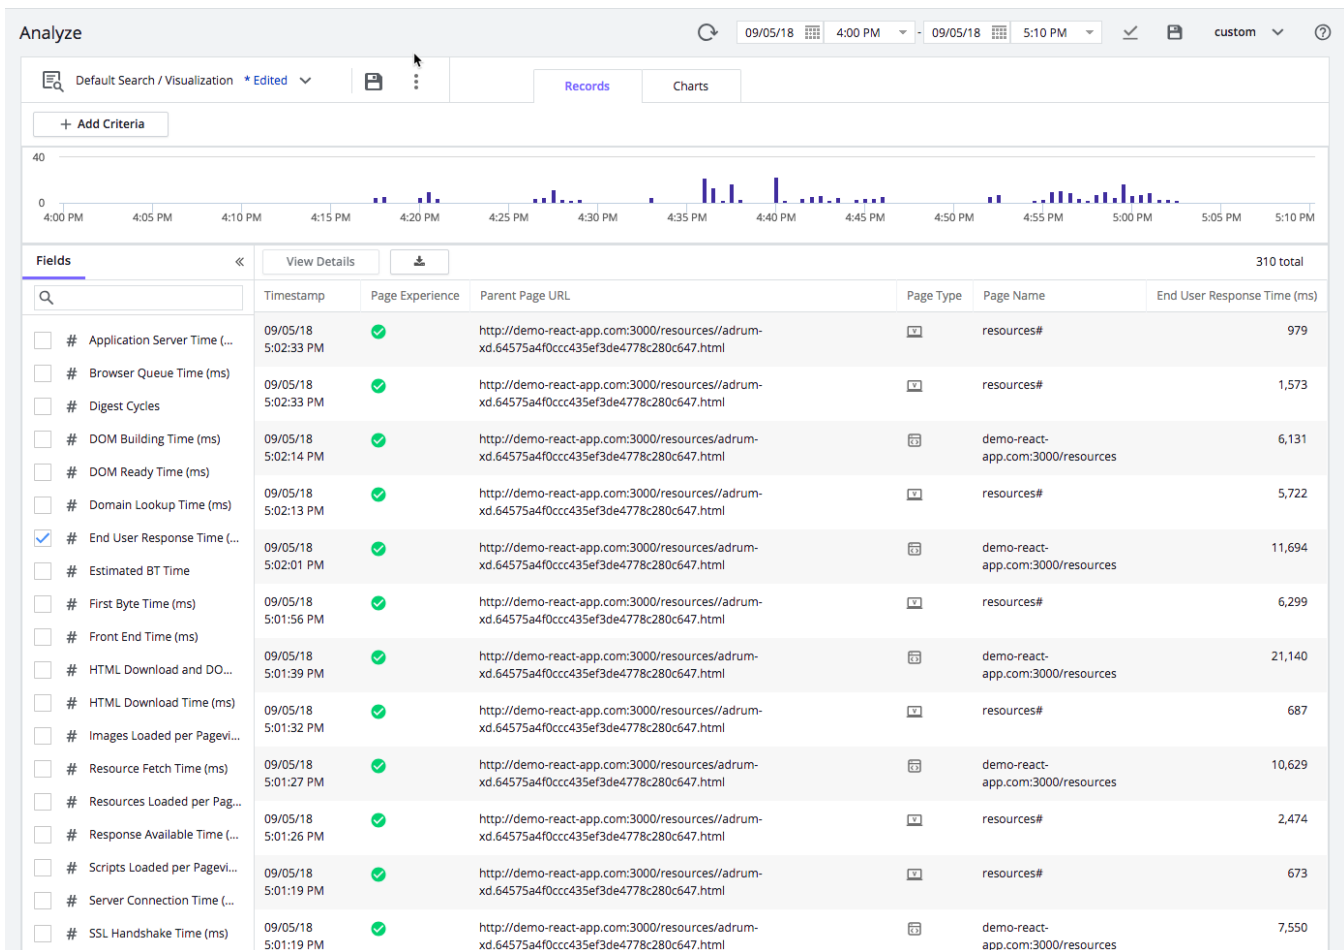 Analyze
09/05/18 4:00 PM - 09/05/18 5:10 PM custom
Default Search / Visualization * Edited
Records Charts
+ Add Criteria
40
0
4:00 PM 4:05 PM 4:10 PM 4:15 PM 4:20 PM 4:25 PM 4:30 PM 4:35 PM 4:40 PM 4:45 PM 4:50 PM 4:55 PM 5:00 PM 5:05 PM 5:10 PM
Fields «
View Details
310 total
# Application Server Time (...
# Browser Queue Time (ms)
# Digest Cycles
# DOM Building Time (ms)
# DOM Ready Time (ms)
# Domain Lookup Time (ms)
# End User Response Time (...
# Estimated BT Time
# First Byte Time (ms)
# Front End Time (ms)
# HTML Download and DO...
# HTML Download Time (ms)
# Images Loaded per Pagevi...
# Resource Fetch Time (ms)
# Resources Loaded per Pag...
# Response Available Time (...
# Scripts Loaded per Pagevi...
# Server Connection Time (...
# SSL Handshake Time (ms)
Timestamp Page Experience Parent Page URL Page Type Page Name End User Response Time (ms)
09/05/18 http://demo-react-app.com:3000/resources//adrum- resources# 979
5:02:33 PM xd.64575a4f0ccc435ef3de4778c280c647.html
09/05/18 http://demo-react-app.com:3000/resources//adrum- resources# 1,573
5:02:33 PM xd.64575a4f0ccc435ef3de4778c280c647.html
09/05/18 http://demo-react-app.com:3000/resources/adrum- demo-react- 6,131
5:02:14 PM xd.64575a4f0ccc435ef3de4778c280c647.html app.com:3000/resources
09/05/18 http://demo-react-app.com:3000/resources//adrum- resources# 5,722
5:02:13 PM xd.64575a4f0ccc435ef3de4778c280c647.html
09/05/18 http://demo-react-app.com:3000/resources/adrum- demo-react- 11,694
5:02:01 PM xd.64575a4f0ccc435ef3de4778c280c647.html app.com:3000/resources
09/05/18 http://demo-react-app.com:3000/resources//adrum- resources# 6,299
5:01:56 PM xd.64575a4f0ccc435ef3de4778c280c647.html
09/05/18 http://demo-react-app.com:3000/resources/adrum- demo-react- 21,140
5:01:39 PM xd.64575a4f0ccc435ef3de4778c280c647.html app.com:3000/resources
09/05/18 http://demo-react-app.com:3000/resources//adrum- resources# 687
5:01:32 PM xd.64575a4f0ccc435ef3de4778c280c647.html
09/05/18 http://demo-react-app.com:3000/resources/adrum- demo-react- 10,629
5:01:27 PM xd.64575a4f0ccc435ef3de4778c280c647.html app.com:3000/resources
09/05/18 http://demo-react-app.com:3000/resources//adrum- resources# 2,474
5:01:26 PM xd.64575a4f0ccc435ef3de4778c280c647.html
09/05/18 http://demo-react-app.com:3000/resources//adrum- resources# 673
5:01:19 PM xd.64575a4f0ccc435ef3de4778c280c647.html
09/05/18 http://demo-react-app.com:3000/resources/adrum- demo-react- 7,550
5:01:19 PM xd.64575a4f0ccc435ef3de4778c280c647.html app.com:3000/resources